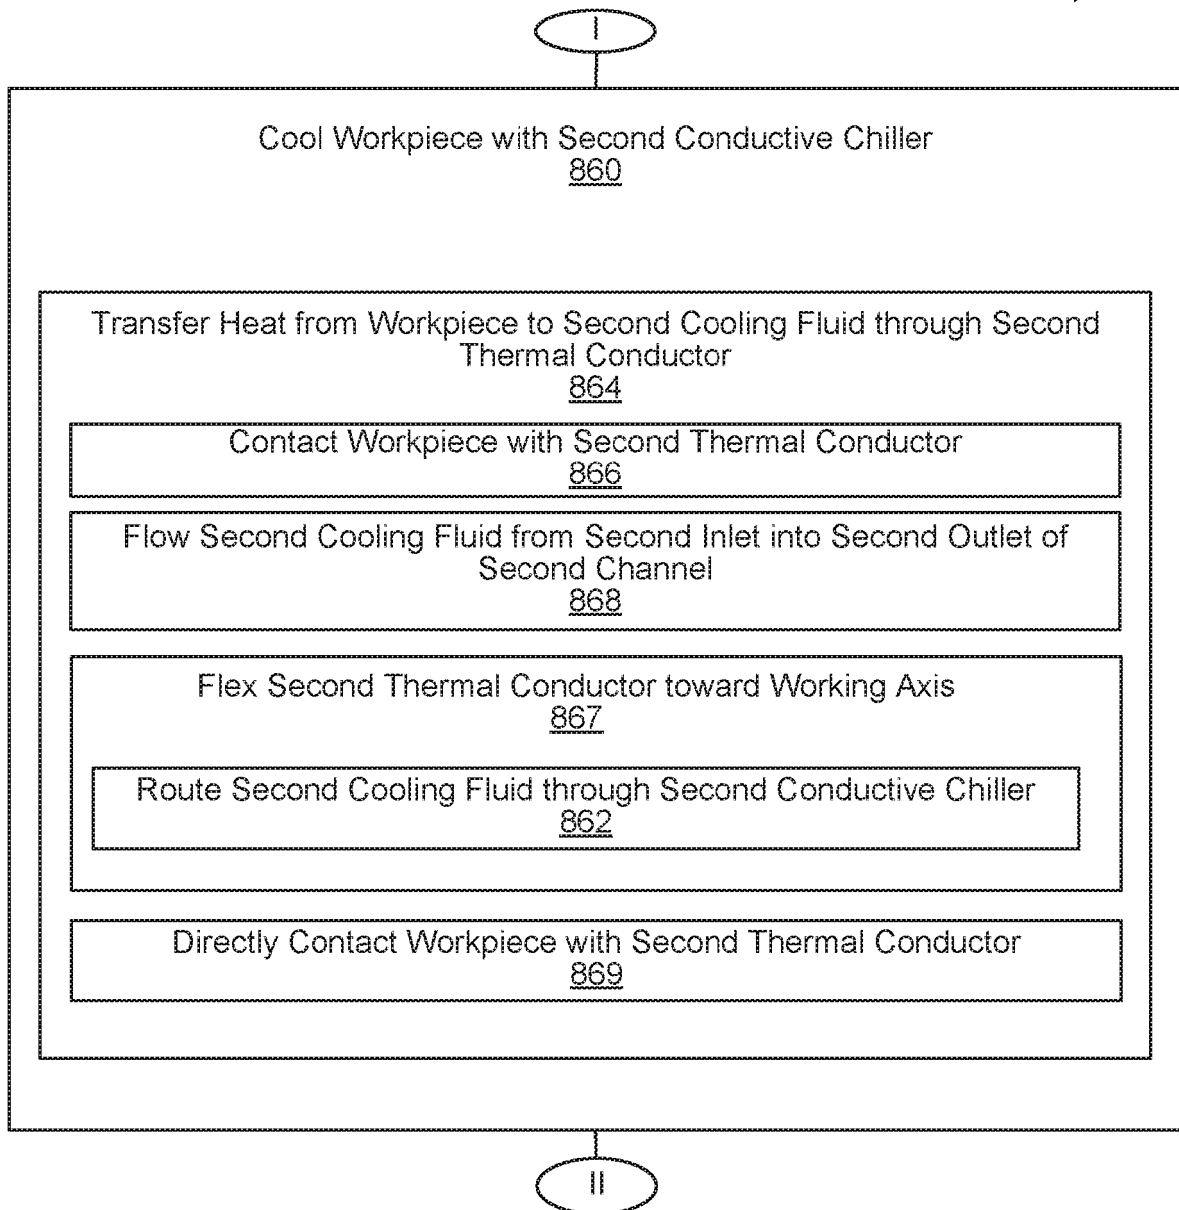 I
Cool Workpiece with Second Conductive Chiller
860
Transfer Heat from Workpiece to Second Cooling Fluid through Second
Thermal Conductor
864
Contact Workpiece with Second Thermal Conductor
866
Flow Second Cooling Fluid from Second Inlet into Second Outlet of
Second Channel
868
Flex Second Thermal Conductor toward Working Axis
867
Route Second Cooling Fluid through Second Conductive Chiller
862
Directly Contact Workpiece with Second Thermal Conductor
869
II